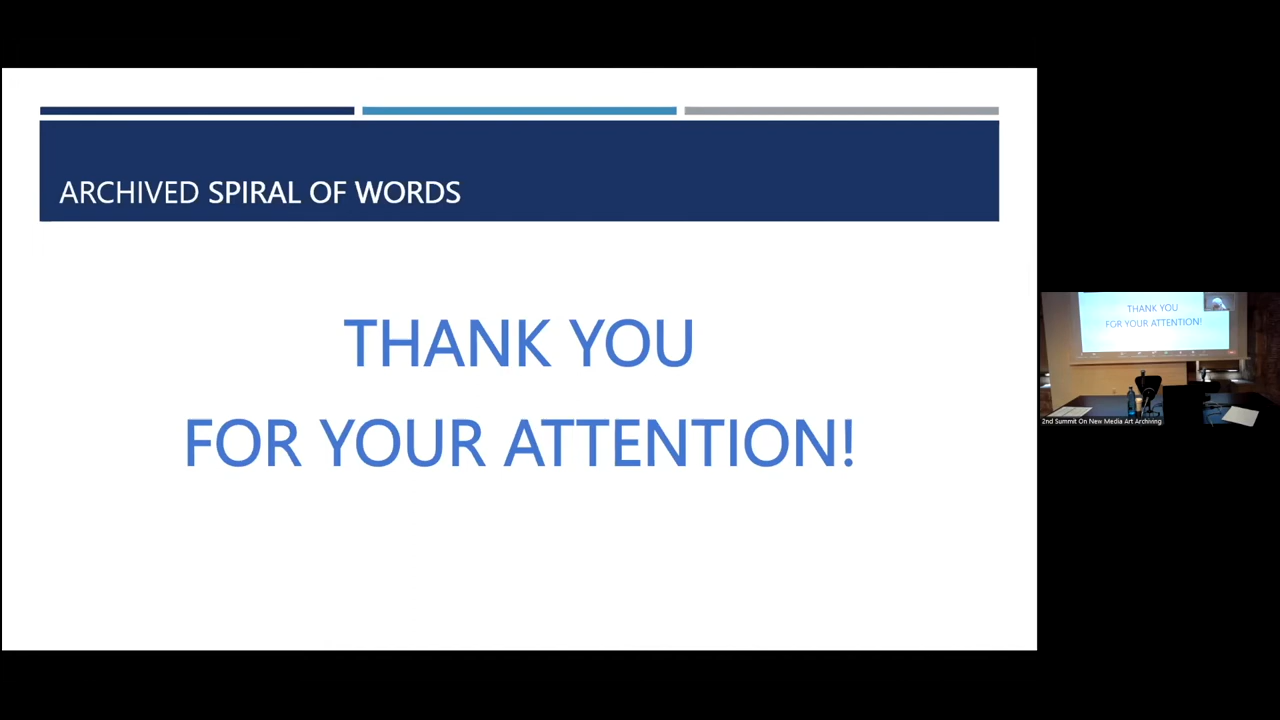 ARCHIVED SPIRAL OF WORDS
THANK YOU
FOR YOUR ATTENTION!
THANK YOU
FOR YOUR ATTENTION!
2nd Summit On New Media Art Archiving